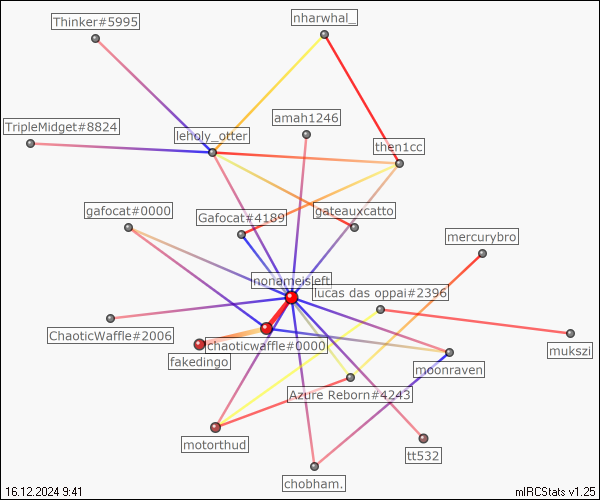 Thinker#5995
nharwhal_
amah1246
TripleMidget#8824
leholy_otter
then1cc
gafocat#0000
Gafocat#4189
gateauxcatto
mercurybro
nonameisleft
lucas das oppai#2396
ChaoticWaffle#2006
chaoticwaffle#0000
mukszi
fakedingo
moonraven
Azure Reborn#4243
motorthud
tt532
chobham.
16.12.2024 9:41
mIRCStats v1.25